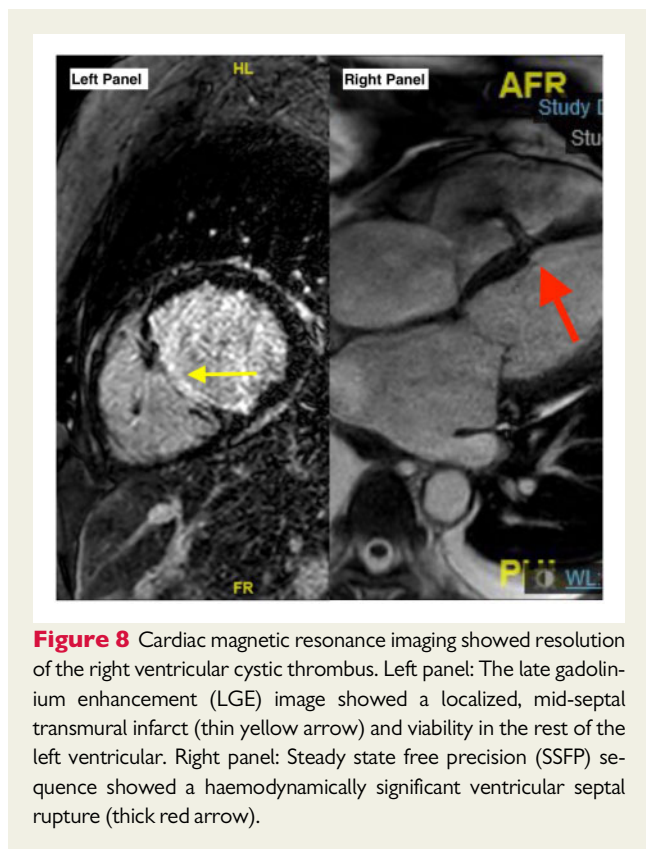 Left Panel
HL
FR
Right Panel
AFR
Study
Stu
WL:
Figure 8 Cardiac magnetic resonance imaging showed resolution
of the right ventricular cystic thrombus. Left panel: The late gadolin-
ium enhancement (LGE) image showed a localized, mid-septal
transmural infarct (thin yellow arrow) and viability in the rest of the
left ventricular. Right panel: Steady state free precision (SSFP) se-
quence showed a haemodynamically significant ventricular septal
rupture (thick red arrow).